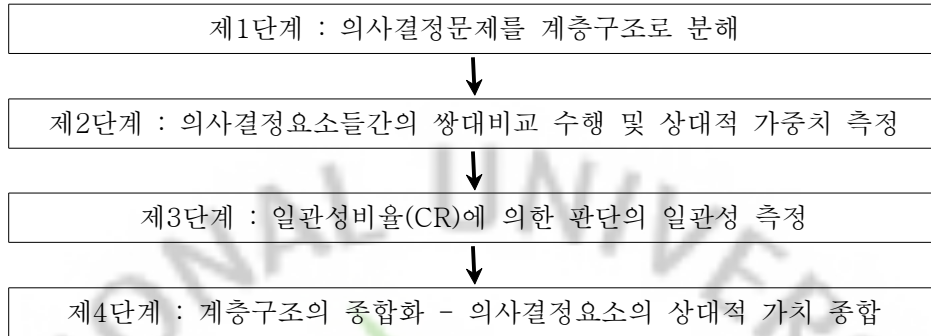 제1단계 : 의사결정문제를 계층구조로 분해
제2단계 : 의사결정요소들간의 쌍대비교 수행 및 상대적 가중치 측정
제3단계 : 일관성비율(CR)에 의한 판단의 일관성 측정
제4단계 : 계층구조의 종합화 - 의사결정요소의 상대적 가치 종합